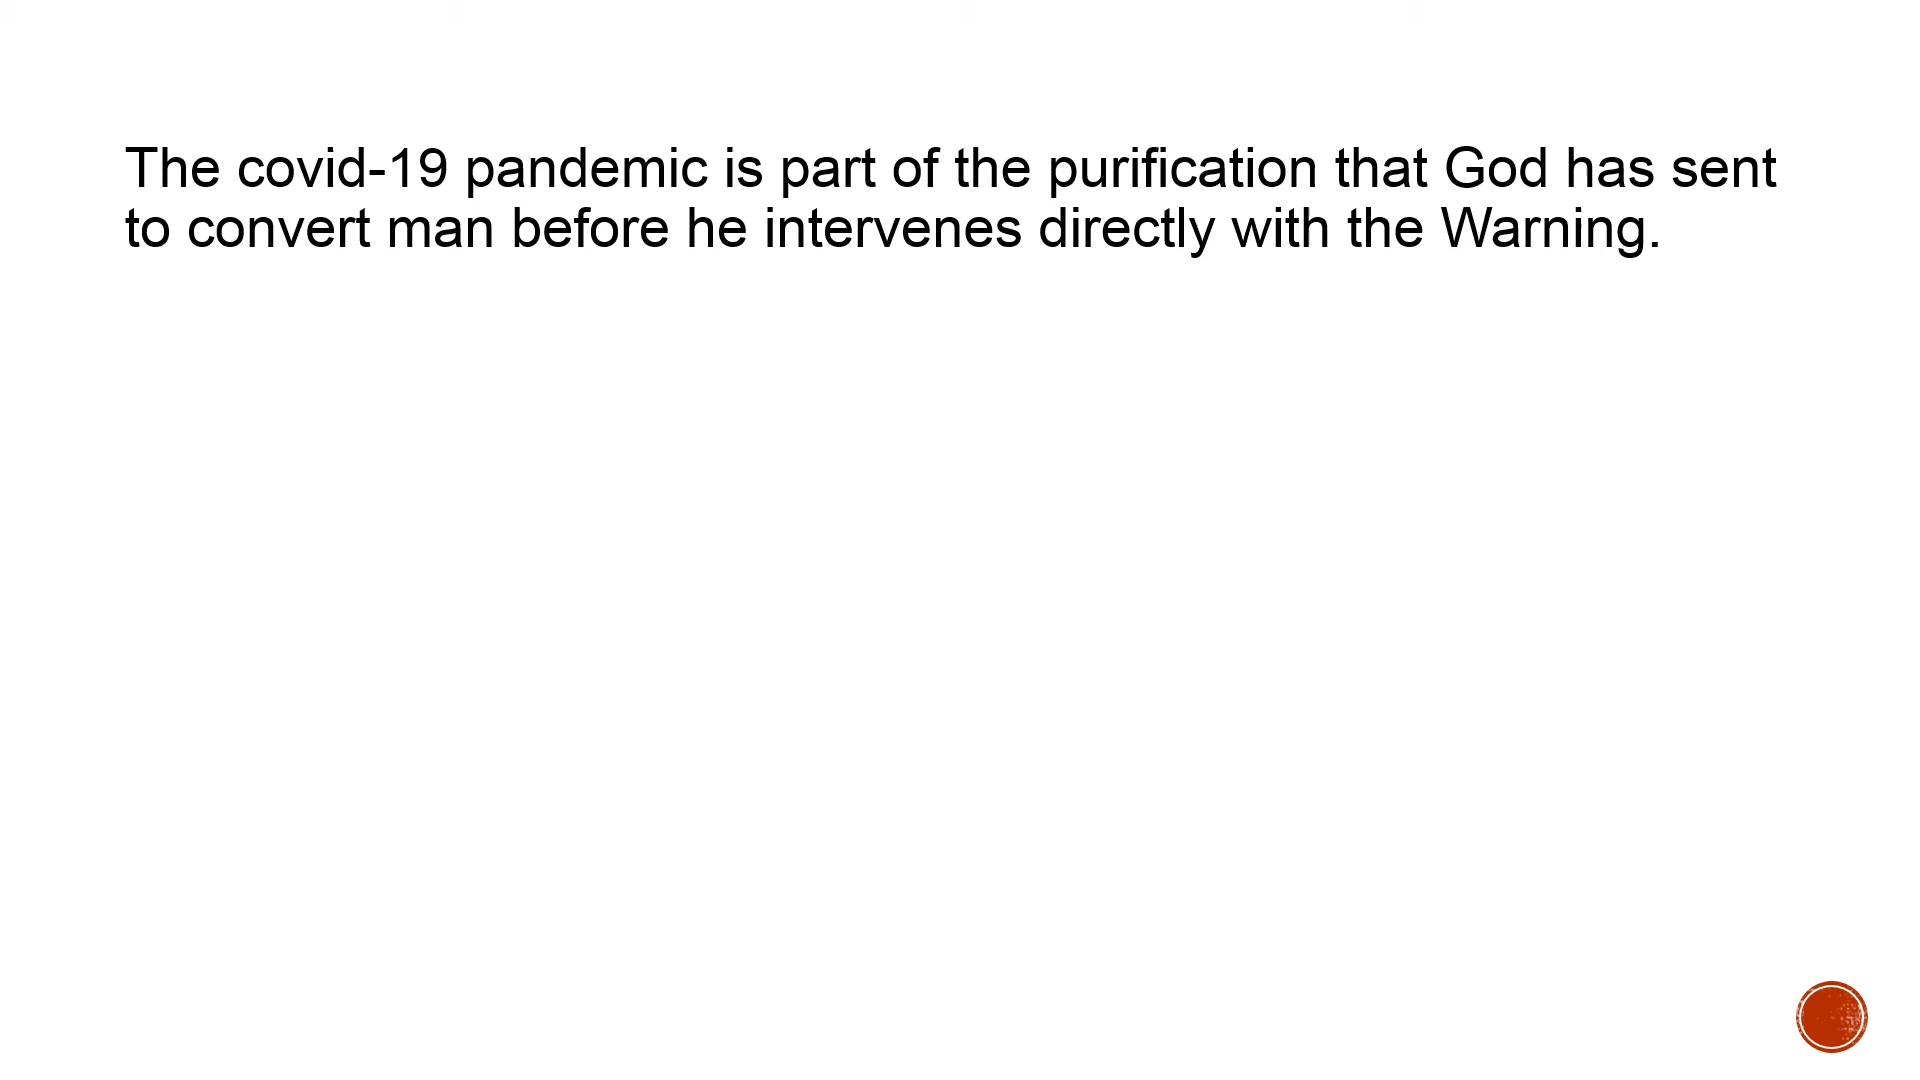 The covid-19 pandemic is part of the purification that God has sent
to convert man before he intervenes directly with the Warning.